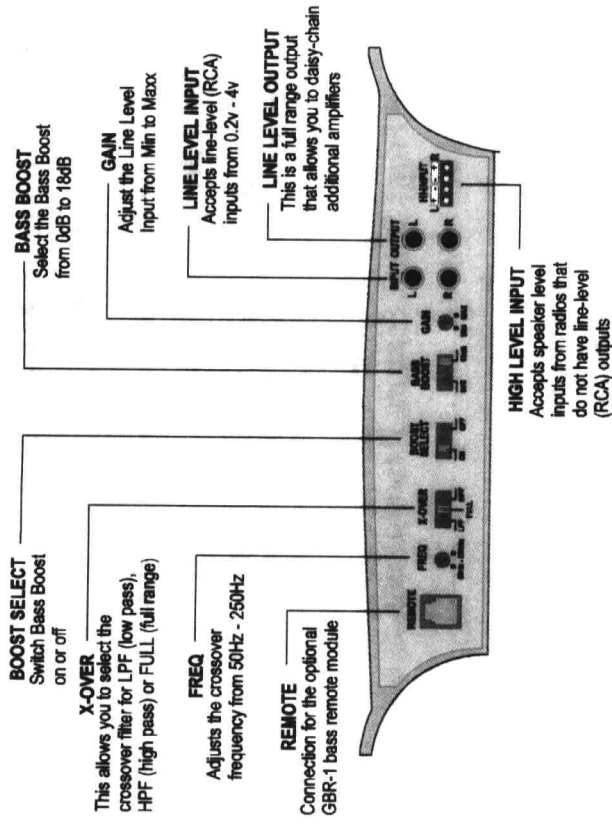 BOOST SELECT
Switch Bass Boost
on or off
X-OVER
This allows you to select the
crossover filter for LPF (low pass),
HPF (high pass) or FULL (full range)
FREQ
Adjusts the crossover
frequency from 50Hz - 250Hz
REMOTE
Connection for the optional
GBR-1 bass remote module
BASS BOOST
Select the Bass Boost
from 0dB to 18dB
GAIN
Adjust the Line Level
Input from Min to Maxx
LINE LEVEL INPUT
Accepts line-level (RCA)
inputs from 0.2v - 4v
LINE LEVEL OUTPUT
This is a full range output
that allows you to daisy-chain
additional amplifiers
HIGH LEVEL INPUT
Accepts speaker level
inputs from radios that
do not have line-level
(RCA) outputs
REMOTE
FREQ
X-OVER
LPF
FULL
BOOST
SELECT
ON
OFF
BASS
BOOST
GAIN
INPUT OUTPUT
L
L
R
R
HI-INPUT
L + - - + R